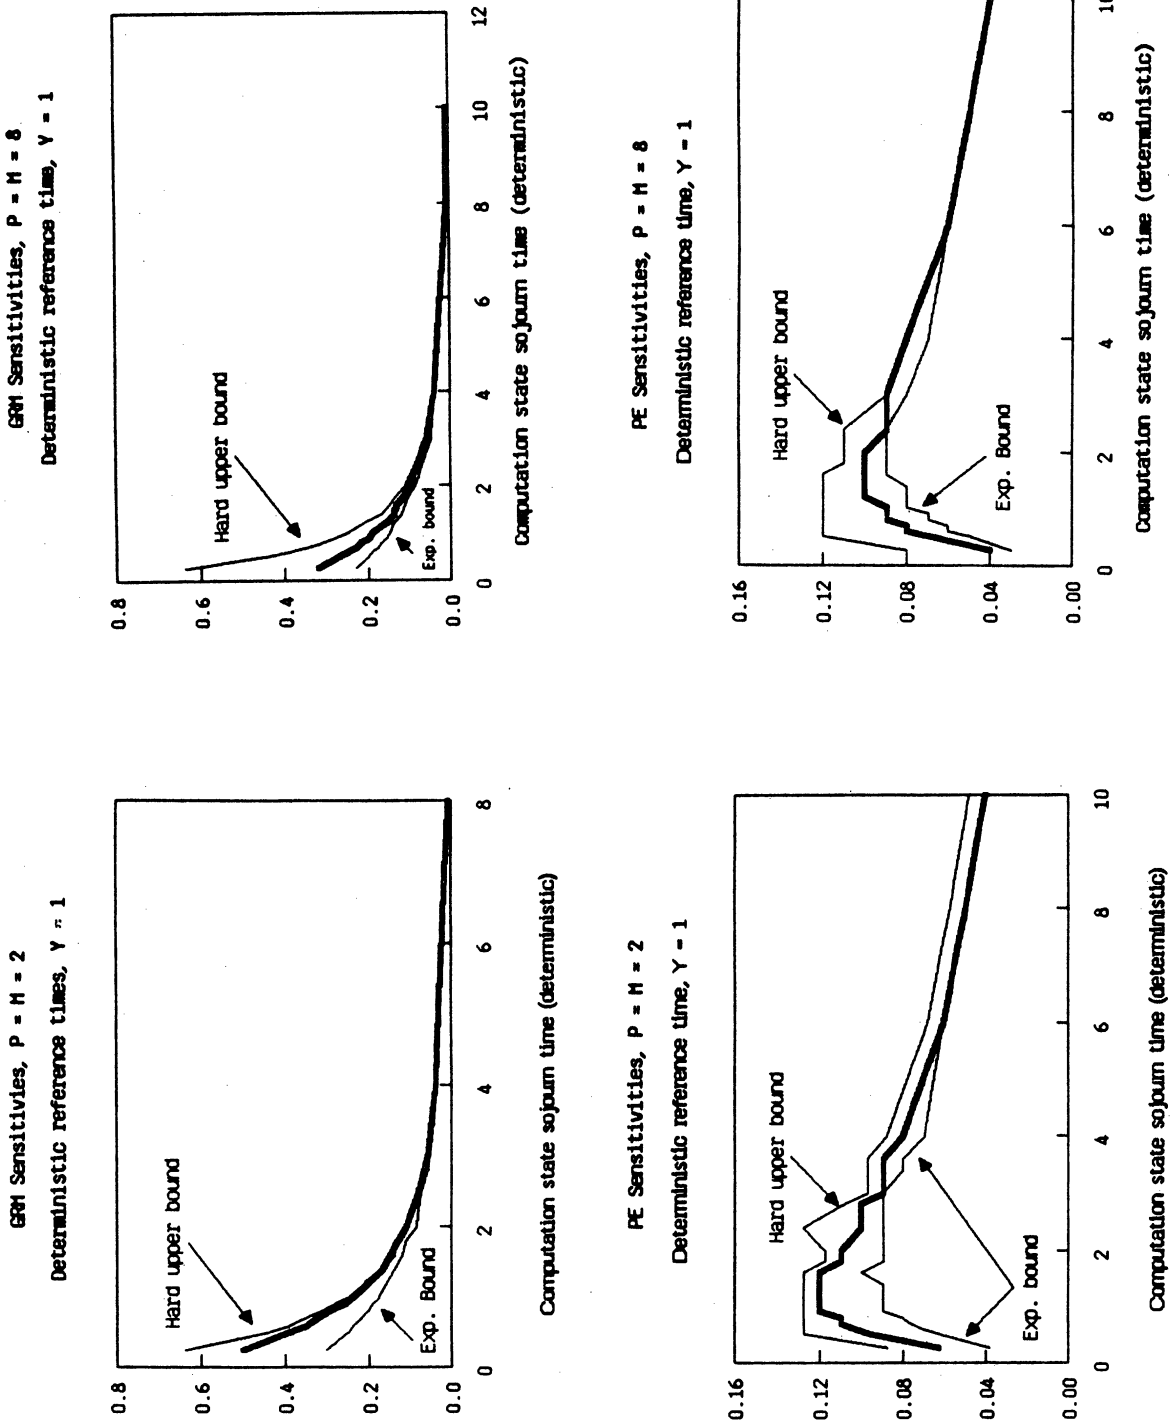 GRM Sensitivies, P = M = 2
Deterministic reference times, Y = 1
0.8
0.6
0.4
0.2
0.0
Hard upper bound
Exp. Bound
0
2
4
6
8
Computation state sojourn time (deterministic)
GRM Sensitivities, P = M = 8
Deterministic reference time, Y = 1
0.8
0.6
0.4
0.2
0.0
Hard upper bound
Exp. bound
0
2
4
6
8
10
12
Computation state sojourn time (deterministic)
PE Sensitivities, P = M = 2
Deterministic reference time, Y = 1
0.16
0.12
0.08
0.04
0.00
Hard upper bound
Exp. bound
0
2
4
6
8
10
Computation state sojourn time (deterministic)
PE Sensitivities, P = M = 8
Deterministic reference time, Y = 1
0.16
0.12
0.08
0.04
0.00
Hard upper bound
Exp. Bound
0
2
4
6
8
10
Computation state sojourn time (deterministic)